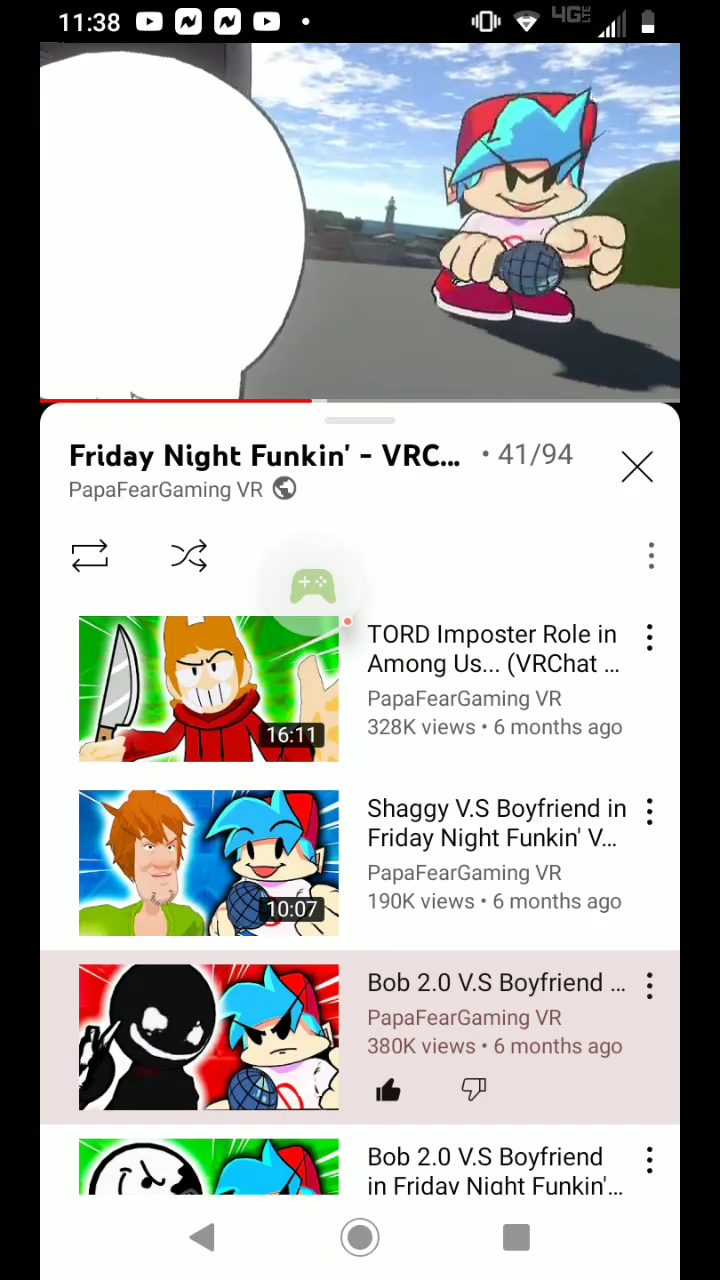 11:38
4G LTE
Friday Night Funkin' - VRC... • 41/94
PapaFearGaming VR
TORD Imposter Role in
Among Us... (VRChat ...
PapaFearGaming VR
328K views • 6 months ago
16:11
Shaggy V.S Boyfriend in
Friday Night Funkin' V...
PapaFearGaming VR
190K views • 6 months ago
10:07
Bob 2.0 V.S Boyfriend ...
PapaFearGaming VR
380K views • 6 months ago
Bob 2.0 V.S Boyfriend
in Friday Night Funkin'...